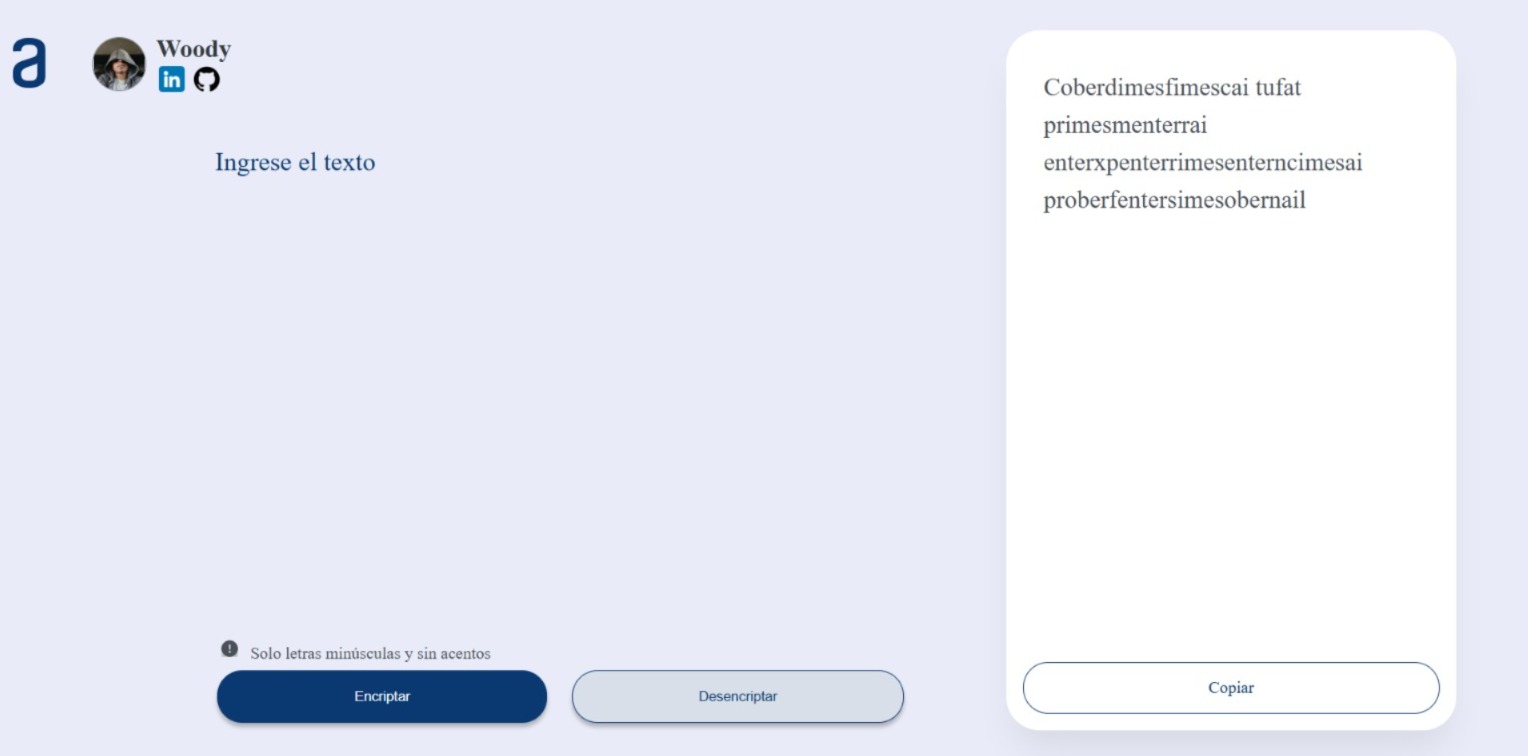 a
Woody
in
Ingrese el texto
Solo letras minúsculas y sin acentos
Encriptar
Desencriptar
Coberdimesfimescai tufat
primesmenterrai
enterxpenterrimesenterncimesai
proberfentersimesobernail
Copiar